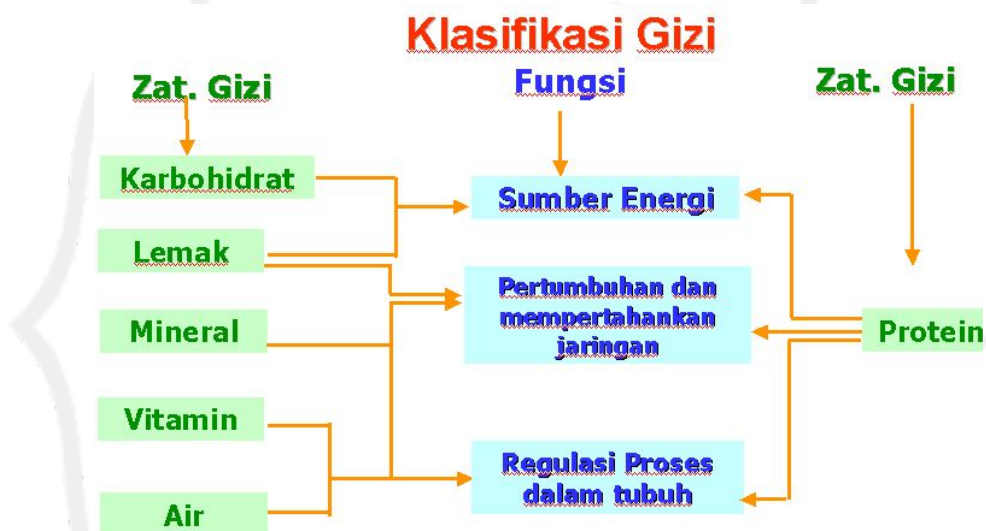 Klasifikasi Gizi
Zat. Gizi
Fungsi
Zat. Gizi
Karbohidrat
Sumber Energi
Lemak
Pertumbuhan dan
mempertahankan
jaringan
Mineral
Protein
Vitamin
Regulasi Proses
dalam tubuh
Air